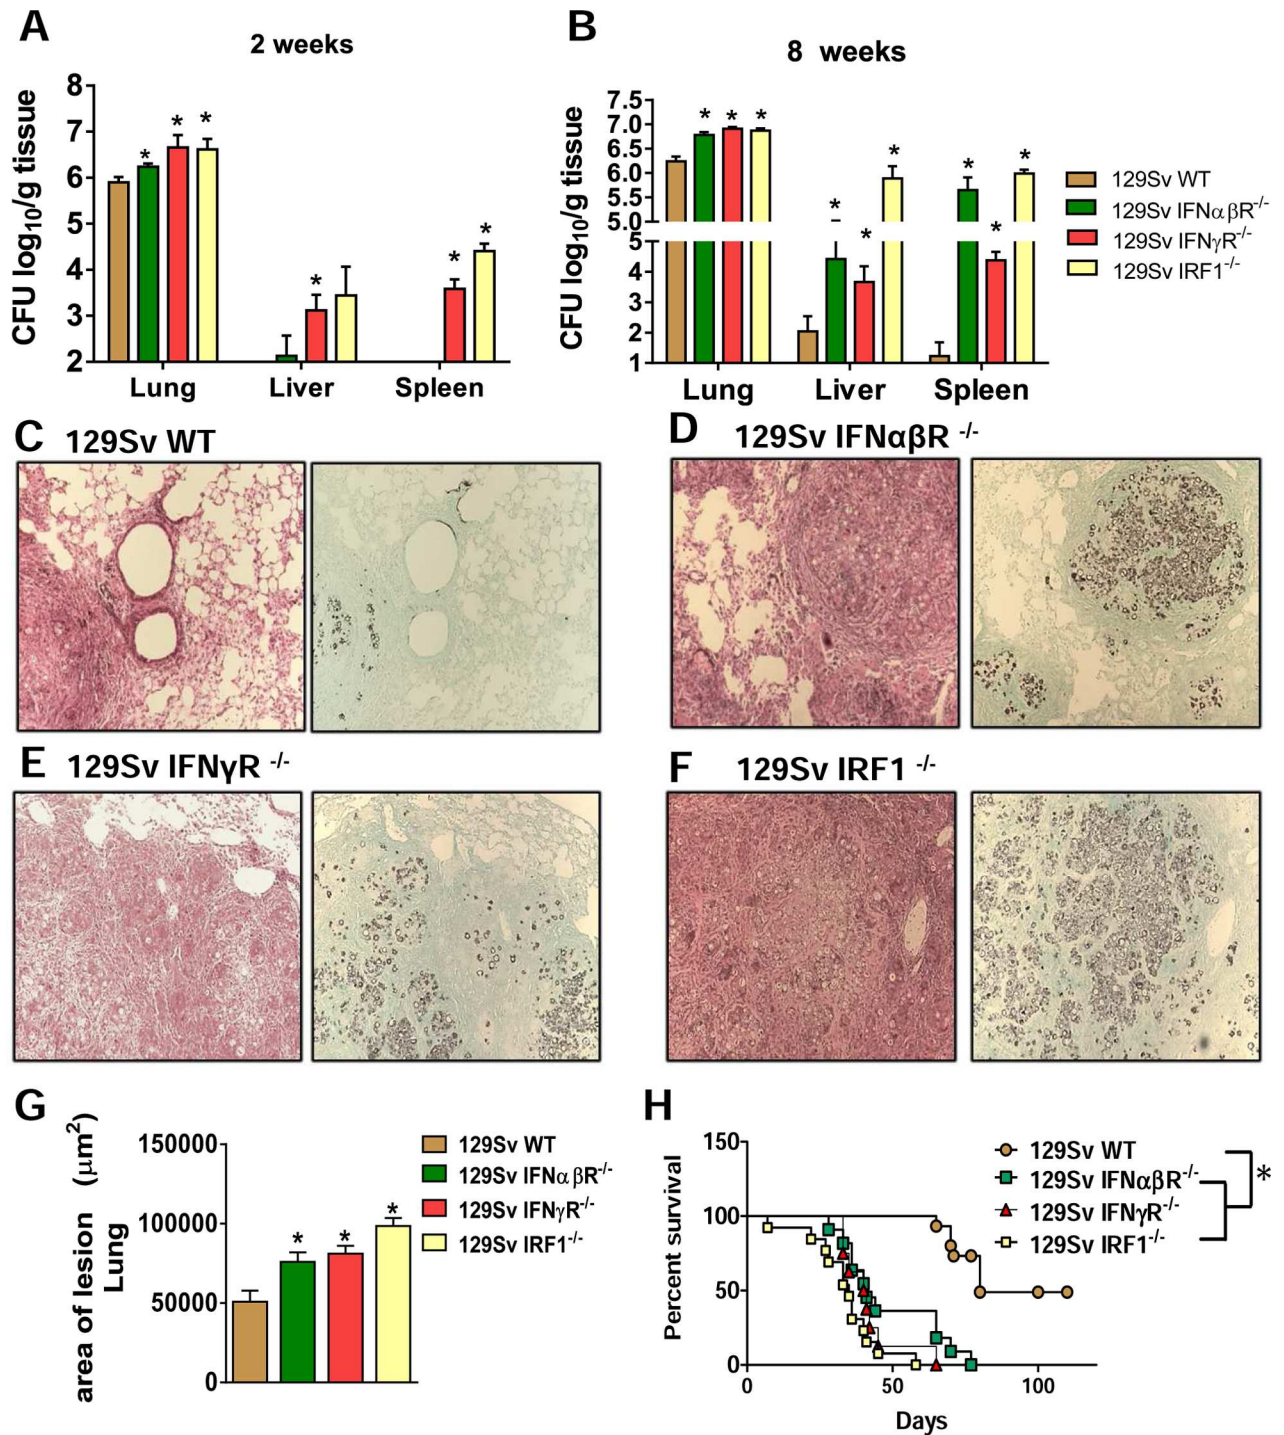 A
2 weeks
CFU log10/g tissue
8
7
6
5
4
3
2
* * * * * *
Lung Liver Spleen
B
8 weeks
CFU log10/g tissue
7.5
7.0
6.5
6.0
5.5
5.0
5
4
3
2
1
* * * * * * * * *
Lung Liver Spleen
129Sv WT
129Sv IFNαβR-/-
129Sv IFNγR-/-
129Sv IRF1-/-
C 129Sv WT
D 129Sv IFNαβR -/-
E 129Sv IFNγR -/-
F 129Sv IRF1 -/-
G
area of lesion (μm2)
Lung
150000
100000
50000
0
* * *
129Sv WT
129Sv IFNαβR-/-
129Sv IFNγR-/-
129Sv IRF1-/-
H
Percent survival
150
100
50
0
0 50 100
Days
129Sv WT
129Sv IFNαβR-/-
129Sv IFNγR-/-
129Sv IRF1-/-
*